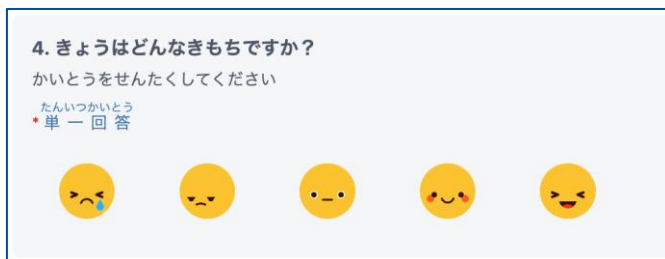 4. きょうはどんなきもちですか？
かいとうをせんたくしてください
たんいつかいとう
*単一回答